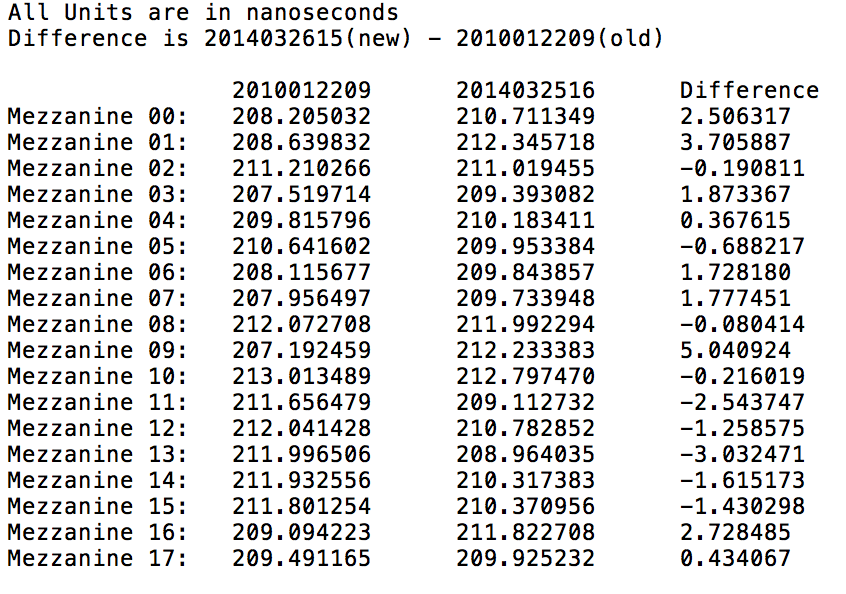 All Units are in nanoseconds
Difference is 2014032615(new) - 2010012209(old)
2010012209 2014032516 Difference
Mezzanine 00: 208.205032 210.711349 2.506317
Mezzanine 01: 208.639832 212.345718 3.705887
Mezzanine 02: 211.210266 211.019455 -0.190811
Mezzanine 03: 207.519714 209.393082 1.873367
Mezzanine 04: 209.815796 210.183411 0.367615
Mezzanine 05: 210.641602 209.953384 -0.688217
Mezzanine 06: 208.115677 209.843857 1.728180
Mezzanine 07: 207.956497 209.733948 1.777451
Mezzanine 08: 212.072708 211.992294 -0.080414
Mezzanine 09: 207.192459 212.233383 5.040924
Mezzanine 10: 213.013489 212.797470 -0.216019
Mezzanine 11: 211.656479 209.112732 -2.543747
Mezzanine 12: 212.041428 210.782852 -1.258575
Mezzanine 13: 211.996506 208.964035 -3.032471
Mezzanine 14: 211.932556 210.317383 -1.615173
Mezzanine 15: 211.801254 210.370956 -1.430298
Mezzanine 16: 209.094223 211.822708 2.728485
Mezzanine 17: 209.491165 209.925232 0.434067